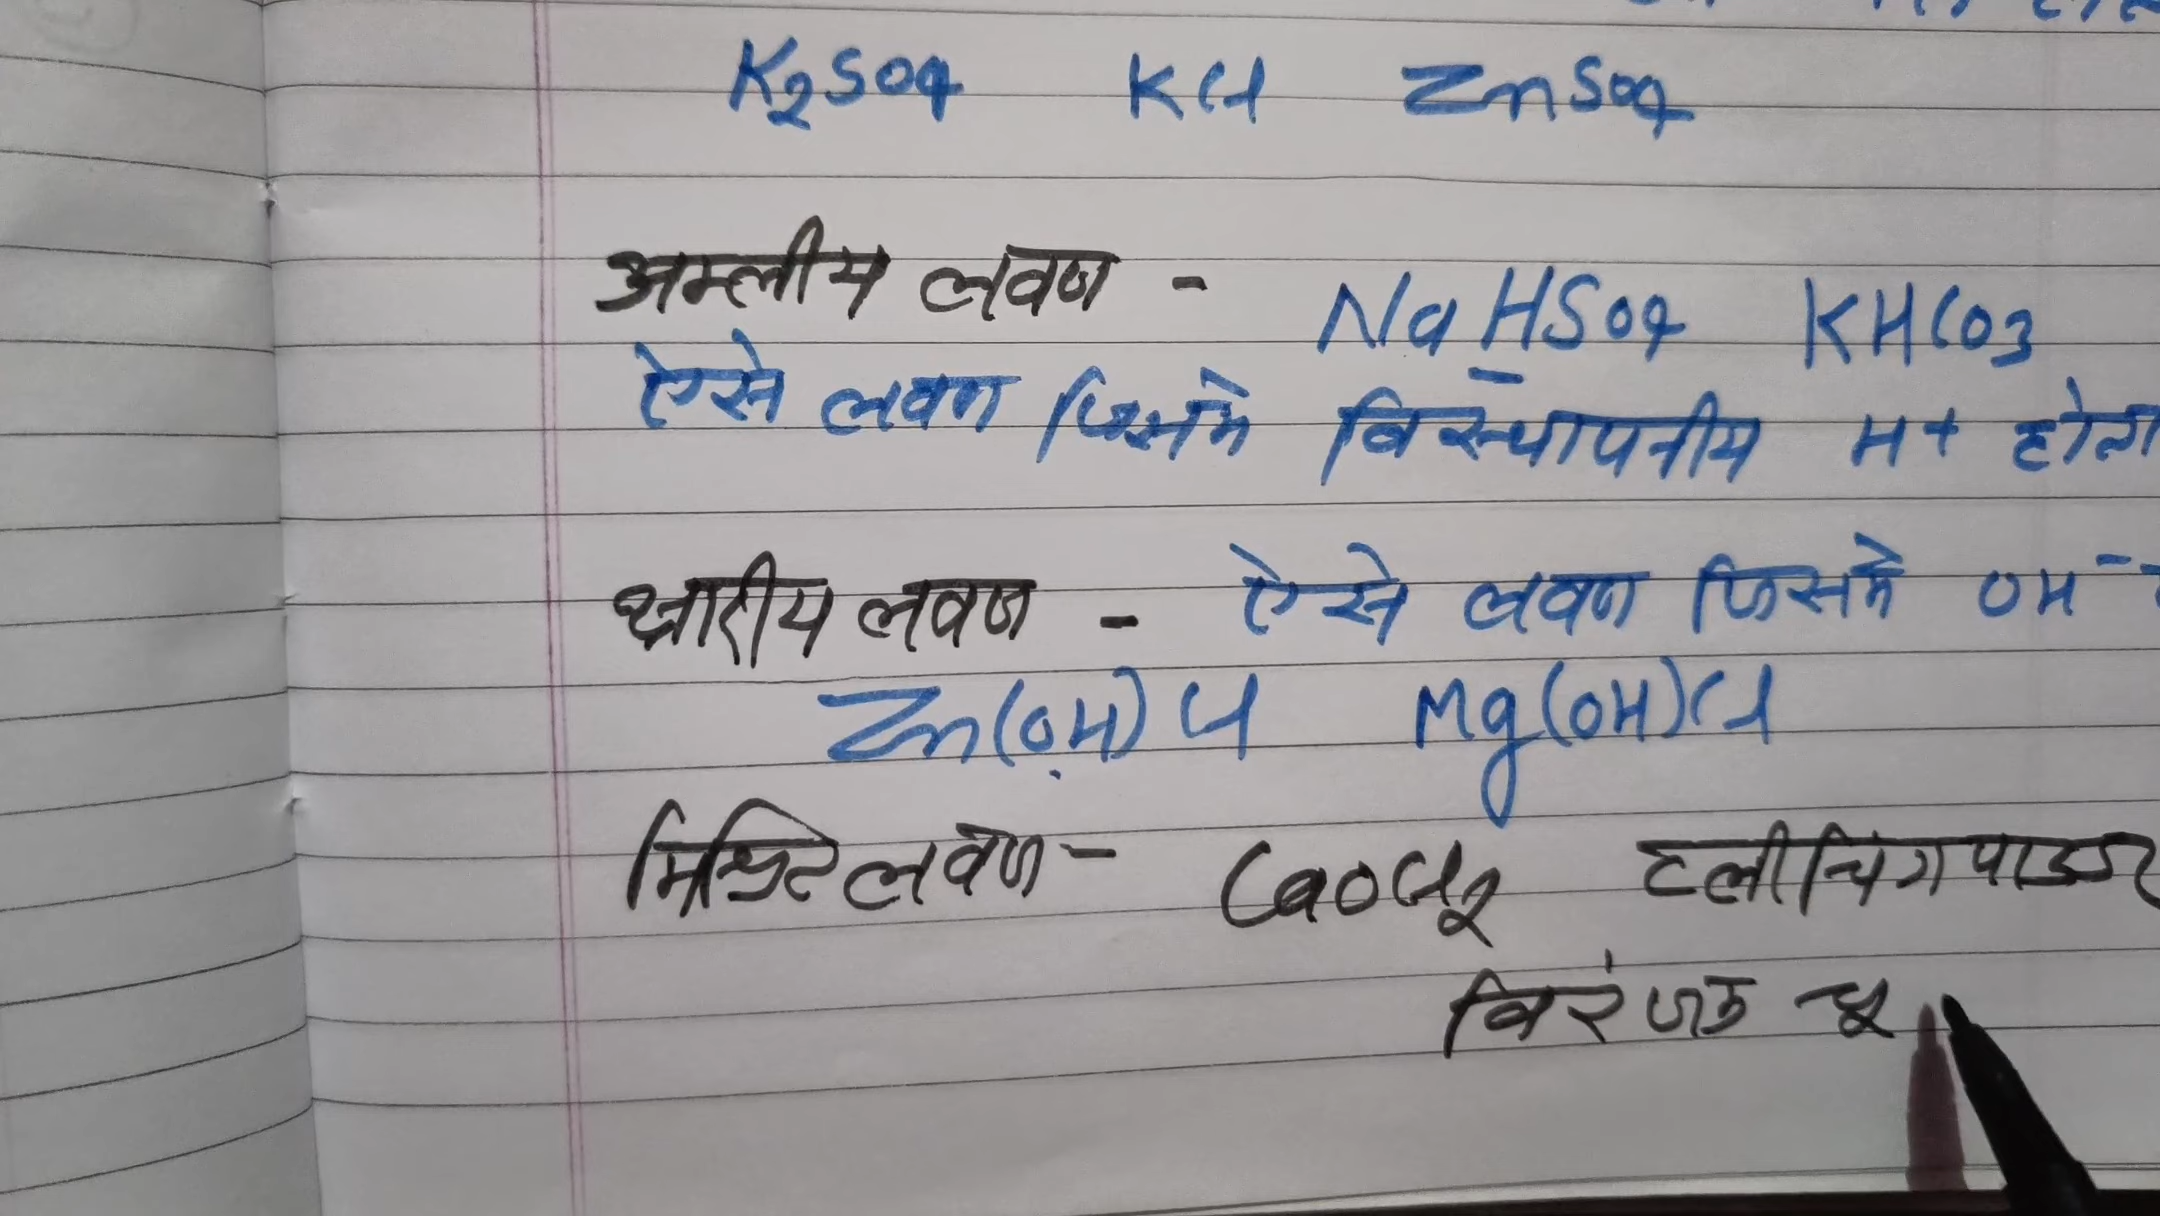 K2SO4 KCl ZnSO4
अम्लीय लवण - NaHSO4 KHCO3
ऐसे लवण जिसमे विस्थापनीय H+ होता
क्षारीय लवण - ऐसे लवण जिसमे OH-
Zn(OH)Cl Mg(OH)Cl
मिश्रित लवण - CaOCl2 ब्लीचिंग पाउडर
विरंजक चू